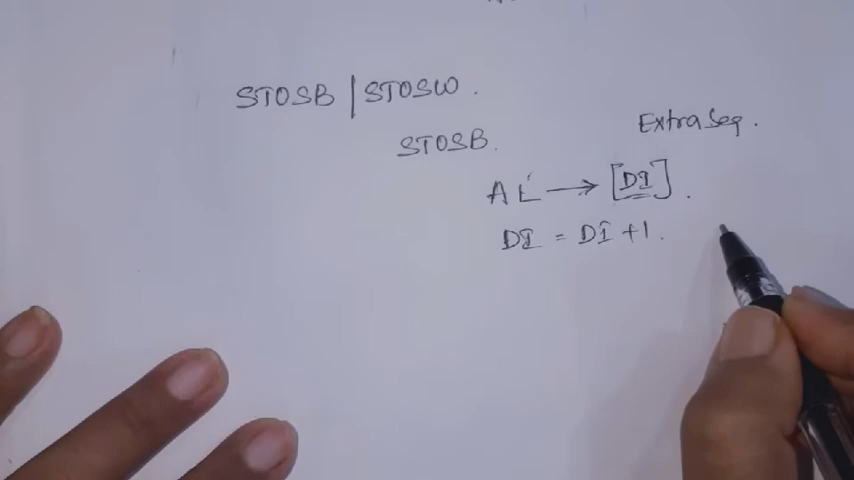 STOSB | STOSW.
Extra Seg.
STOSB.
AL → [DI].
DI = DI +1.